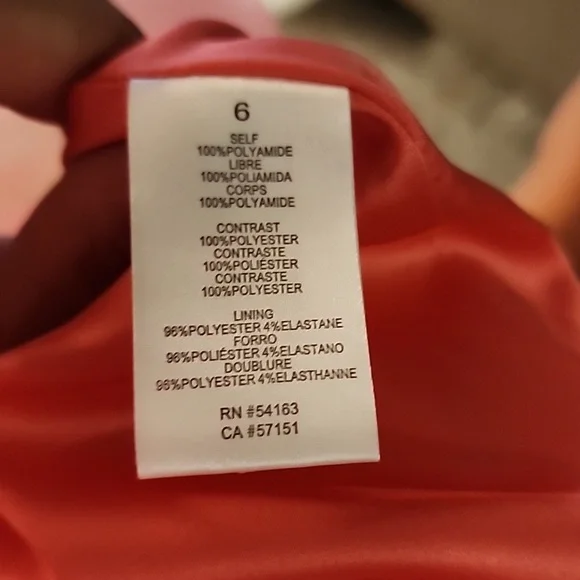 6
SELF
100%POLYAMIDE
LIBRE
100%POLIAMIDA
CORPS
100%POLYAMIDE
CONTRAST
100%POLYESTER
CONTRASTE
100%POLIÉSTER
CONTRASTE
100%POLYESTER
LINING
96%POLYESTER 4%ELASTANE
FORRO
96%POLIÉSTER 4%ELASTANO
DOUBLURE
96%POLYESTER 4%ELASTHANNE
RN #54163
CA #57151